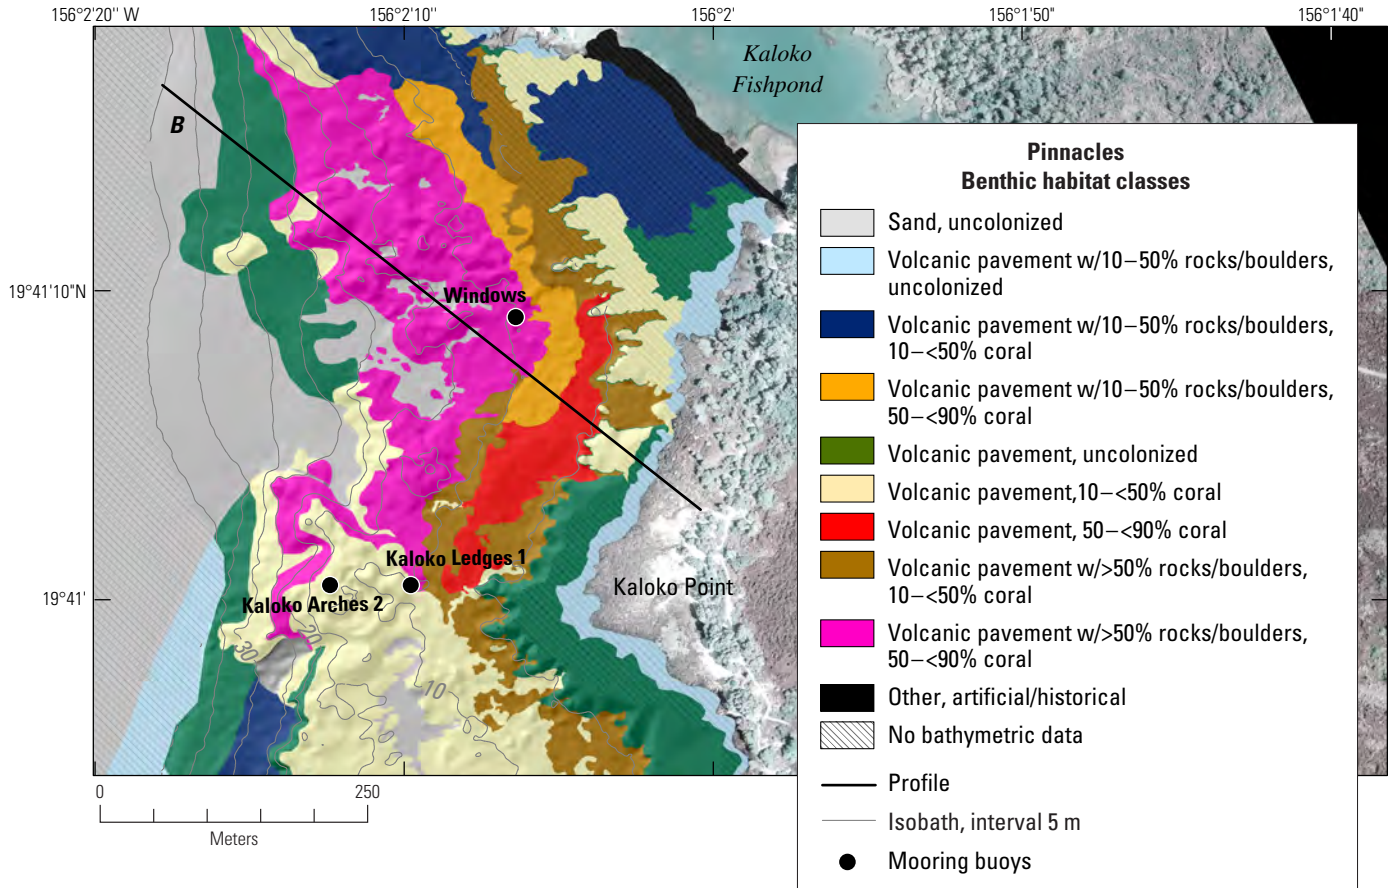 156°2'20'' W
156°2'10''
156°2'
156°1'50''
156°1'40''
Kaloko
Fishpond
B
Pinnacles
Benthic habitat classes
Sand, uncolonized
Volcanic pavement w/10–50% rocks/boulders,
uncolonized
Volcanic pavement w/10–50% rocks/boulders,
10–<50% coral
Volcanic pavement w/10–50% rocks/boulders,
50–<90% coral
Volcanic pavement, uncolonized
Volcanic pavement,10–<50% coral
Volcanic pavement, 50–<90% coral
Volcanic pavement w/>50% rocks/boulders,
10–<50% coral
Volcanic pavement w/>50% rocks/boulders,
50–<90% coral
Other, artificial/historical
No bathymetric data
Profile
Isobath, interval 5 m
Mooring buoys
19°41'10"N
Windows
Kaloko Ledges 1
Kaloko Point
19°41'
Kaloko Arches 2
20
30
10
0
250
Meters